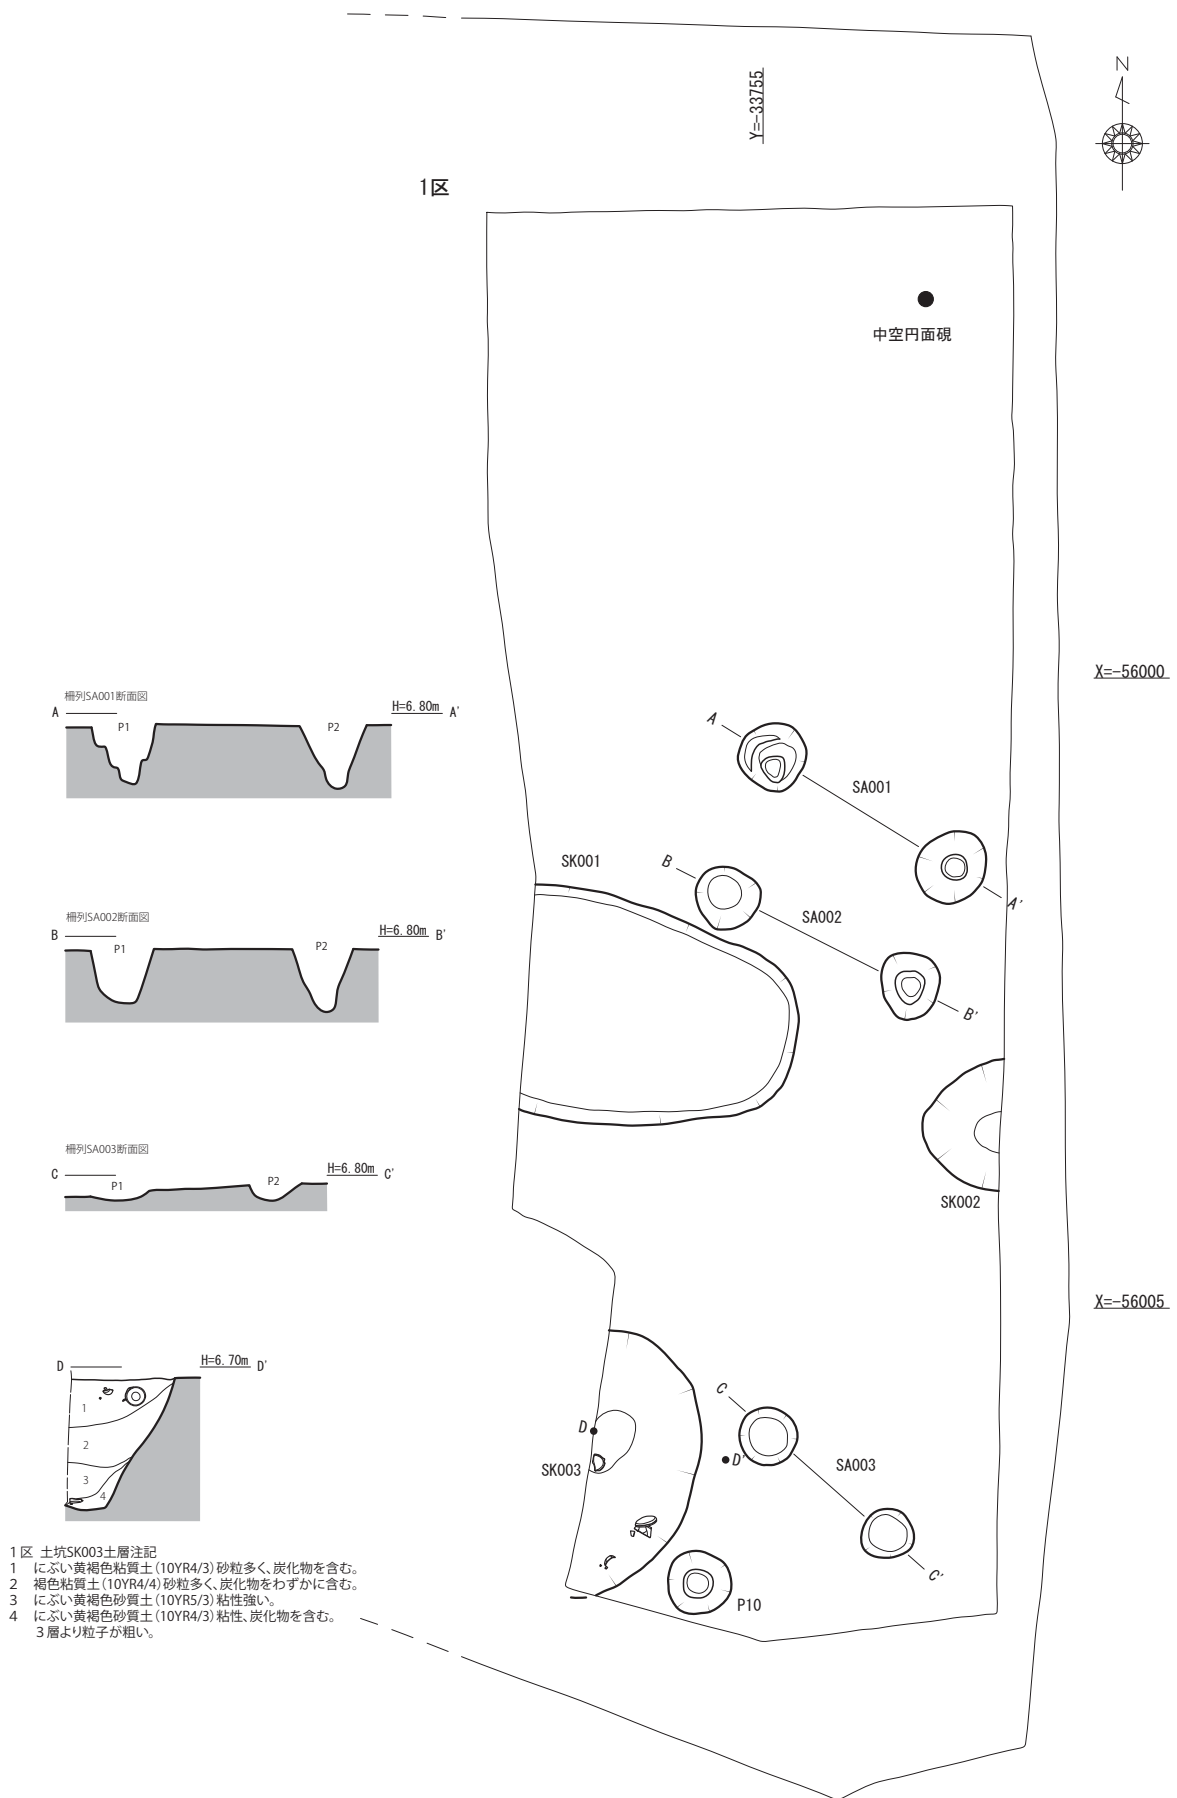 N
Y=-33755
1区
中空円面硯
X=-56000
柵列SA001断面図
A
H=6.80m
A'
P1
P2
A
SA001
A'
SK001
B
SA002
B'
柵列SA002断面図
B
H=6.80m
B'
P1
P2
SK002
柵列SA003断面図
C
H=6.80m
C'
P1
P2
X=-56005
D
H=6.70m
D'
1
2
3
4
C
D
D'
SK003
SA003
C'
P10
1区 土坑SK003土層注記
1 にぶい黄褐色粘質土(10YR4/3)砂粒多く、炭化物を含む。
2 褐色粘質土(10YR4/4)砂粒多く、炭化物をわずかに含む。
3 にぶい黄褐色砂質土(10YR5/3)粘性強い。
4 にぶい黄褐色砂質土(10YR4/3)粘性、炭化物を含む。
3層より粒子が粗い。